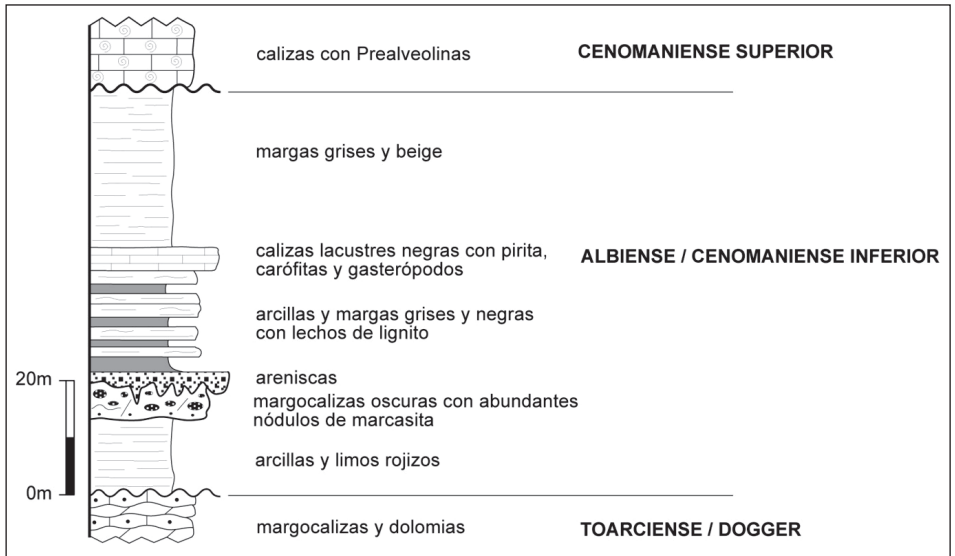 calizas con Prealveolinas
CENOMANIENSE SUPERIOR
margas grises y beige
calizas lacustres negras con pirita,
carófitas y gasterópodos
ALBIENSE / CENOMANIENSE INFERIOR
arcillas y margas grises y negras
con lechos de lignito
20m
areniscas
margocalizas oscuras con abundantes
nódulos de marcasita
arcillas y limos rojizos
0m
margocalizas y dolomias
TOARCIENSE / DOGGER